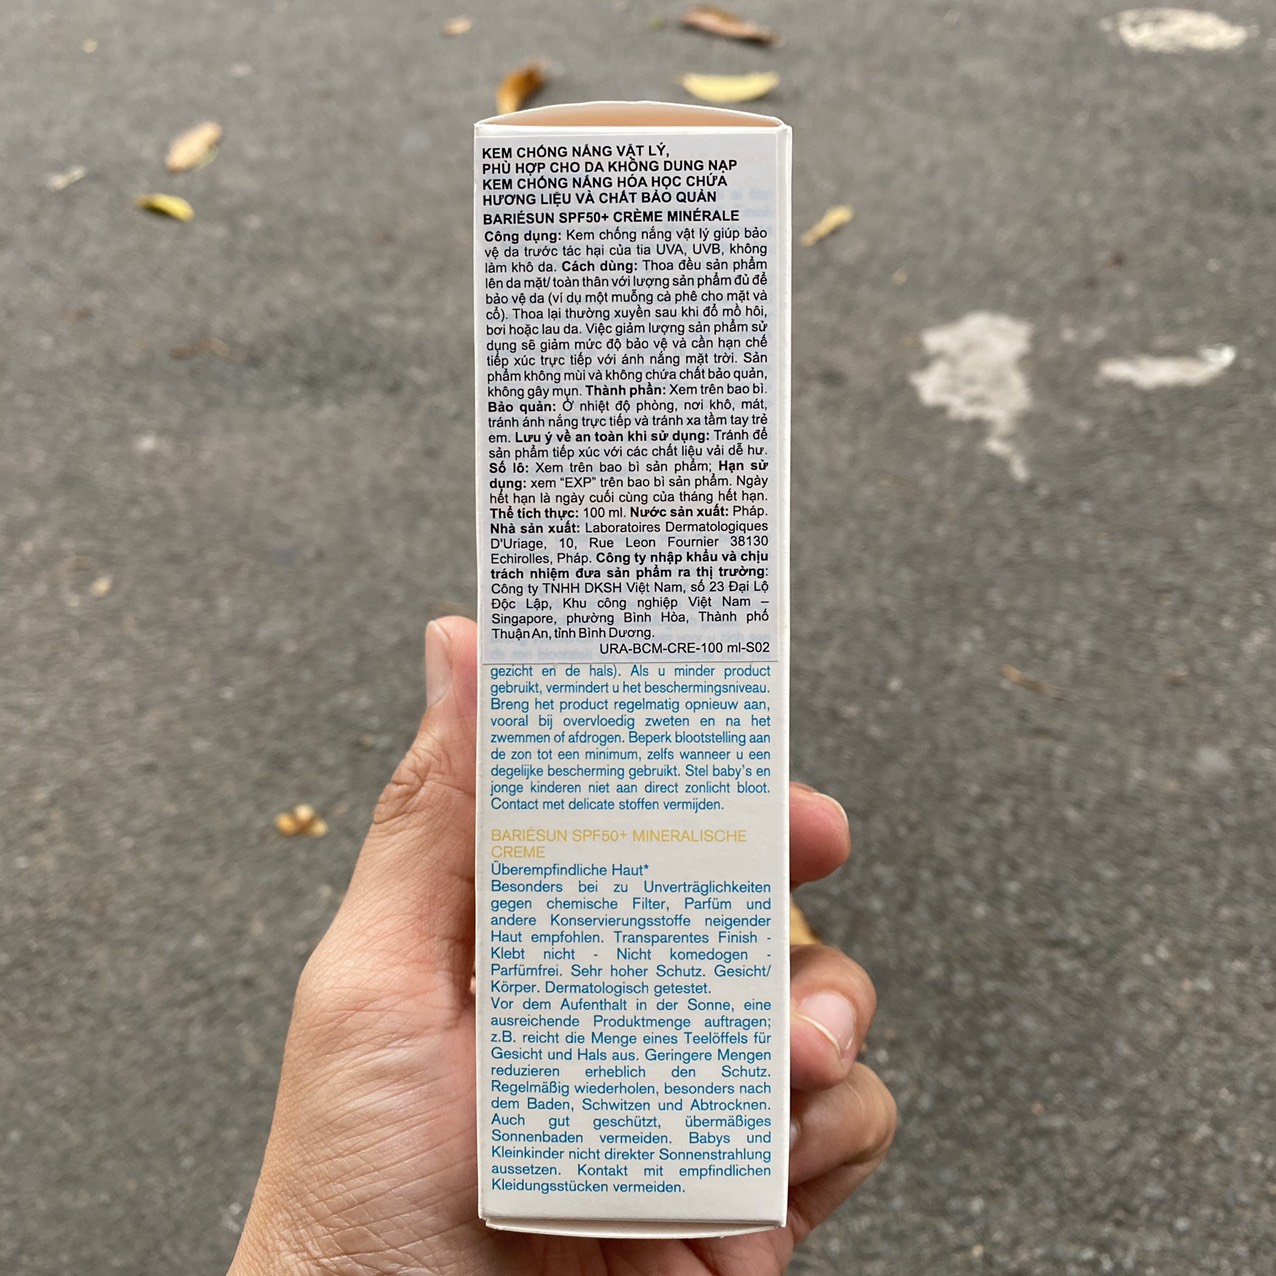 KEM CHỐNG NẮNG VẬT LÝ,
PHÙ HỢP CHO DA KHÔNG DUNG NẠP
KEM CHỐNG NẮNG HÓA HỌC CHỨA
HƯƠNG LIỆU VÀ CHẤT BẢO QUẢN
BARIÉSUN SPF50+ CRÈME MINÉRALE
Công dụng: Kem chống nắng vật lý giúp bảo
vệ da trước tác hại của tia UVA, UVB, không
làm khô da. Cách dùng: Thoa đều sản phẩm
lên da mặt/ toàn thân với lượng sản phẩm đủ để
bảo vệ da (ví dụ một muỗng cà phê cho mặt và
cổ). Thoa lại thường xuyên sau khi đổ mồ hôi,
bơi hoặc lau da. Việc giảm lượng sản phẩm sử
dụng sẽ giảm mức độ bảo vệ và cần hạn chế
tiếp xúc trực tiếp với ánh nắng mặt trời. Sản
phẩm không mùi và không chứa chất bảo quản,
không gây mụn. Thành phần: Xem trên bao bì.
Bảo quản: Ở nhiệt độ phòng, nơi khô, mát,
tránh ánh nắng trực tiếp và tránh xa tầm tay trẻ
em. Lưu ý về an toàn khi sử dụng: Tránh để
sản phẩm tiếp xúc với các chất liệu vải dễ hư.
Số lô: Xem trên bao bì sản phẩm; Hạn sử
dụng: xem "EXP" trên bao bì sản phẩm. Ngày
hết hạn là ngày cuối cùng của tháng hết hạn.
Thể tích thực: 100 ml. Nước sản xuất: Pháp.
Nhà sản xuất: Laboratoires Dermatologiques
D'Uriage, 10, Rue Leon Fournier 38130
Echirolles, Pháp. Công ty nhập khẩu và chịu
trách nhiệm đưa sản phẩm ra thị trường:
Công ty TNHH DKSH Việt Nam, số 23 Đại Lộ
Độc Lập, Khu công nghiệp Việt Nam –
Singapore, phường Bình Hòa, Thành phố
Thuận An, tỉnh Bình Dương.
URA-BCM-CRE-100 ml-S02
gezicht en de hals). Als u minder product
gebruikt, vermindert u het beschermingsniveau.
Breng het product regelmatig opnieuw aan,
vooral bij overvloedig zweten en na het
zwemmen of afdrogen. Beperk blootstelling aan
de zon tot een minimum, zelfs wanneer u een
degelijke bescherming gebruikt. Stel baby's en
jonge kinderen niet aan direct zonlicht bloot.
Contact met delicate stoffen vermijden.
BARIÉSUN SPF50+ MINERALISCHE
CREME
Überempfindliche Haut*
Besonders bei zu Unverträglichkeiten
gegen chemische Filter, Parfüm und
andere Konservierungsstoffe neigender
Haut empfohlen. Transparentes Finish -
Klebt nicht - Nicht komedogen -
Parfümfrei. Sehr hoher Schutz. Gesicht/
Körper. Dermatologisch getestet.
Vor dem Aufenthalt in der Sonne, eine
ausreichende Produktmenge auftragen;
z.B. reicht die Menge eines Teelöffels für
Gesicht und Hals aus. Geringere Mengen
reduzieren erheblich den Schutz.
Regelmäßig wiederholen, besonders nach
dem Baden, Schwitzen und Abtrocknen.
Auch gut geschützt, übermäßiges
Sonnenbaden vermeiden. Babys und
Kleinkinder nicht direkter Sonnenstrahlung
aussetzen. Kontakt mit empfindlichen
Kleidungsstücken vermeiden.